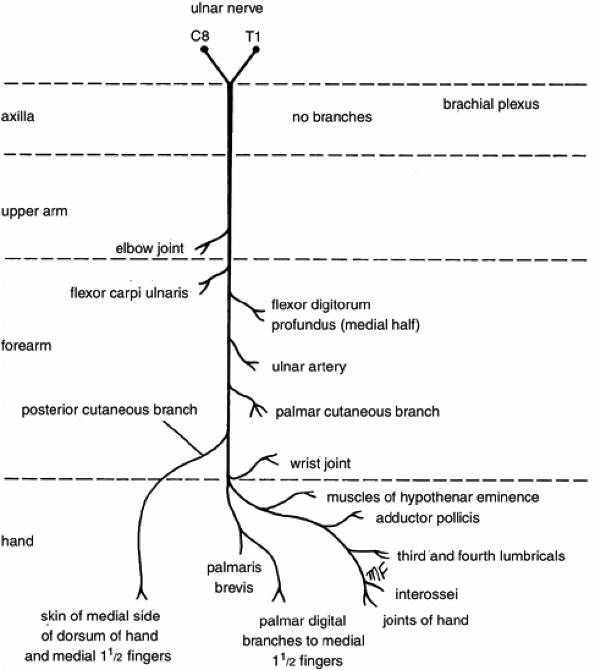 ulnar nerve
C8 T1
brachial plexus
axilla
no branches
upper arm
elbow joint
flexor carpi ulnaris
flexor digitorum
profundus (medial half)
forearm
ulnar artery
posterior cutaneous branch
palmar cutaneous branch
wrist joint
muscles of hypothenar eminence
adductor pollicis
hand
third and fourth lumbricals
MF
palmaris
brevis
interossei
joints of hand
skin of medial side
of dorsum of hand
and medial 1 1/2 fingers
palmar digital
branches to medial
1 1/2 fingers